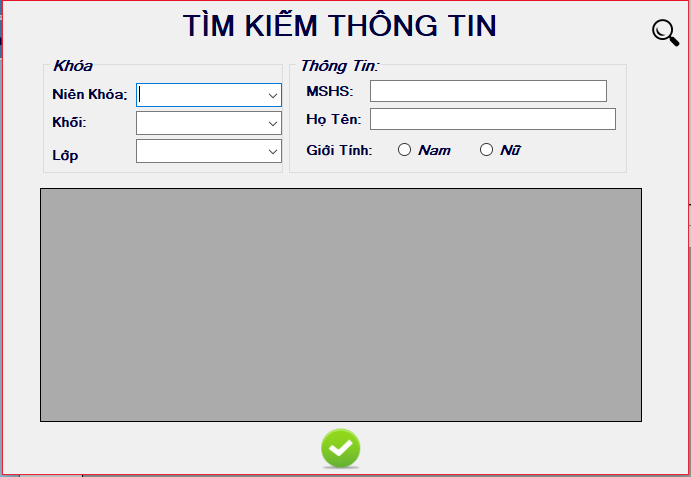 TÌM KIẾM THÔNG TIN
Khóa
Niên Khóa:
Khối:
Lớp
Thông Tin:
MSHS:
Họ Tên:
Giới Tính:
Nam
Nữ